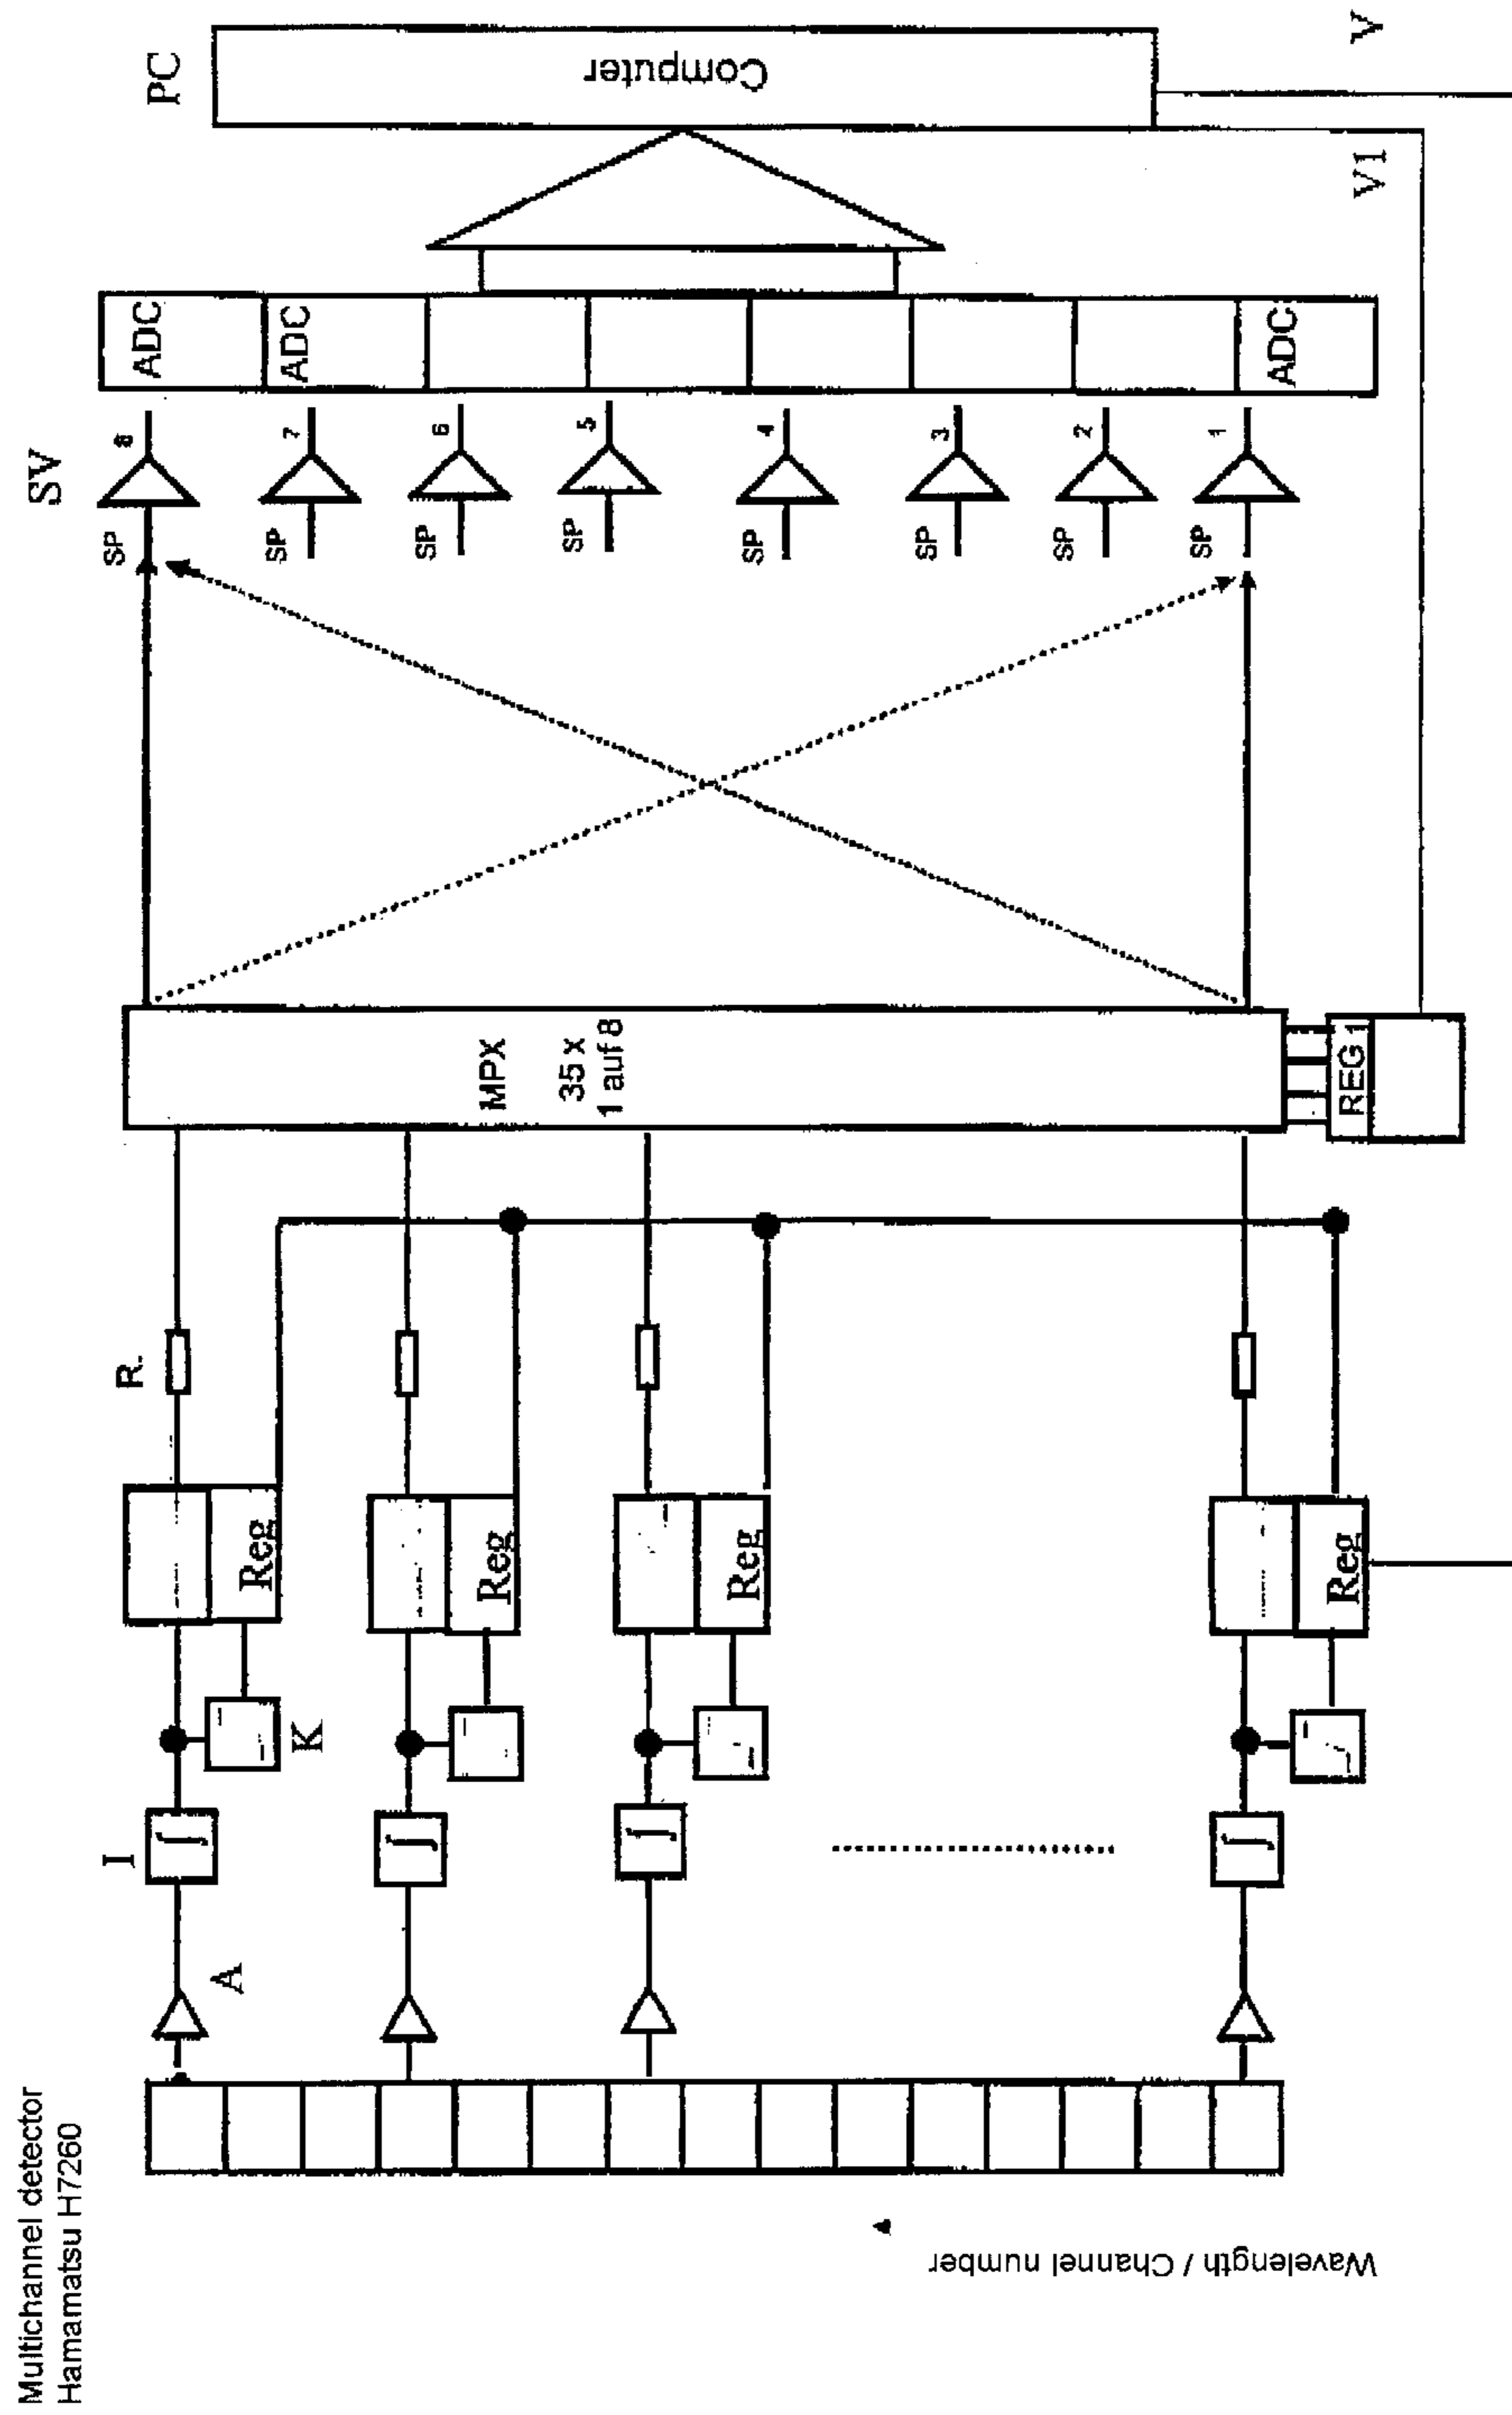 Multichannel detector
Hamamatsu H7260
Wavelength / Channel number
A
I
K
R.
Reg
Reg
Reg
Reg
∫
∫
∫
∫
MPX
35 x
1 auf 8
REG 1
SV
SP
SP
SP
SP
SP
SP
SP
SP
8
7
6
5
4
3
2
1
ADC
ADC
ADC
PC
Computer
V1
V